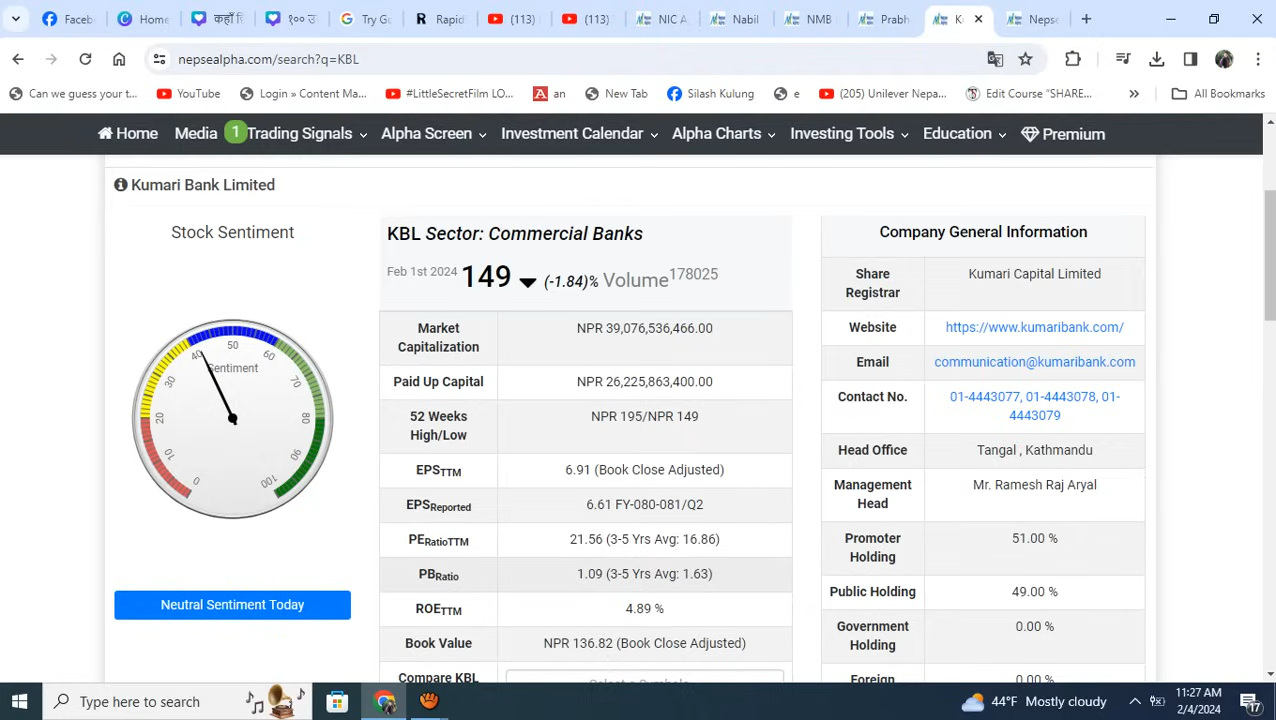 Faceb
Home
कहाँ f
१०० उ
Try G
Rapid
(113)
(113)
NIC A
Nabil
NMB
Prabh
K
Nepse
nepsealpha.com/search?q=KBL
Can we guess your t...
YouTube
Login » Content Ma...
#LittleSecretFilm LO...
an
New Tab
Silash Kulung
e
(205) Unilever Nepa...
Edit Course “SHARE...
All Bookmarks
Home
Media 1
Trading Signals
Alpha Screen
Investment Calendar
Alpha Charts
Investing Tools
Education
Premium
Kumari Bank Limited
Stock Sentiment
0 10 20 30 40 50 60 70 80 90 100
Sentiment
Neutral Sentiment Today
KBL Sector: Commercial Banks
Feb 1st 2024 149 (-1.84)% Volume 178025
Market Capitalization NPR 39,076,536,466.00
Paid Up Capital NPR 26,225,863,400.00
52 Weeks High/Low NPR 195/NPR 149
EPSTTM 6.91 (Book Close Adjusted)
EPSReported 6.61 FY-080-081/Q2
PERatioTTM 21.56 (3-5 Yrs Avg: 16.86)
PBRatio 1.09 (3-5 Yrs Avg: 1.63)
ROETTM 4.89 %
Book Value NPR 136.82 (Book Close Adjusted)
Compare KBL
Company General Information
Share Registrar Kumari Capital Limited
Website https://www.kumaribank.com/
Email communication@kumaribank.com
Contact No. 01-4443077, 01-4443078, 01-
4443079
Head Office Tangal , Kathmandu
Management Head Mr. Ramesh Raj Aryal
Promoter Holding 51.00 %
Public Holding 49.00 %
Government Holding 0.00 %
Foreign 0.00 %
Type here to search
44°F Mostly cloudy
11:27 AM
2/4/2024
17